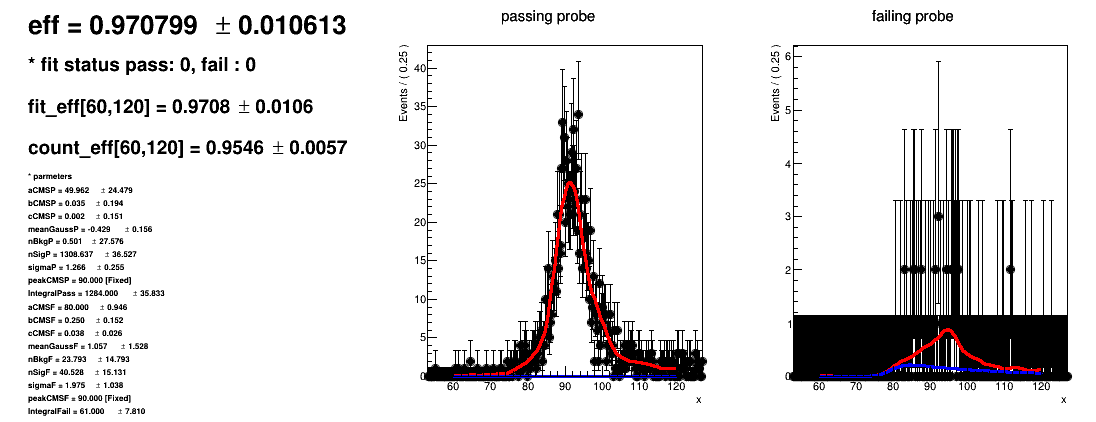 eff = 0.970799 ± 0.010613
* fit status pass: 0, fail : 0
fit_eff[60,120] = 0.9708 ± 0.0106
count_eff[60,120] = 0.9546 ± 0.0057
* parmeters
aCMSP = 49.962 ± 24.479
bCMSP = 0.035 ± 0.194
cCMSP = 0.002 ± 0.151
meanGaussP = -0.429 ± 0.156
nBkgP = 0.501 ± 27.576
nSigP = 1308.637 ± 36.527
sigmaP = 1.266 ± 0.255
peakCMSP = 90.000 [Fixed]
IntegralPass = 1284.000 ± 35.833
aCMSF = 80.000 ± 0.946
bCMSF = 0.250 ± 0.152
cCMSF = 0.038 ± 0.026
meanGaussF = 1.057 ± 1.528
nBkgF = 23.793 ± 14.793
nSigF = 40.528 ± 15.131
sigmaF = 1.975 ± 1.038
peakCMSF = 90.000 [Fixed]
IntegralFail = 61.000 ± 7.810
passing probe
Events / ( 0.25 )
40
35
30
25
20
15
10
5
0
60 70 80 90 100 110 120
x
failing probe
Events / ( 0.25 )
6
5
4
3
2
1
0
60 70 80 90 100 110 120
x